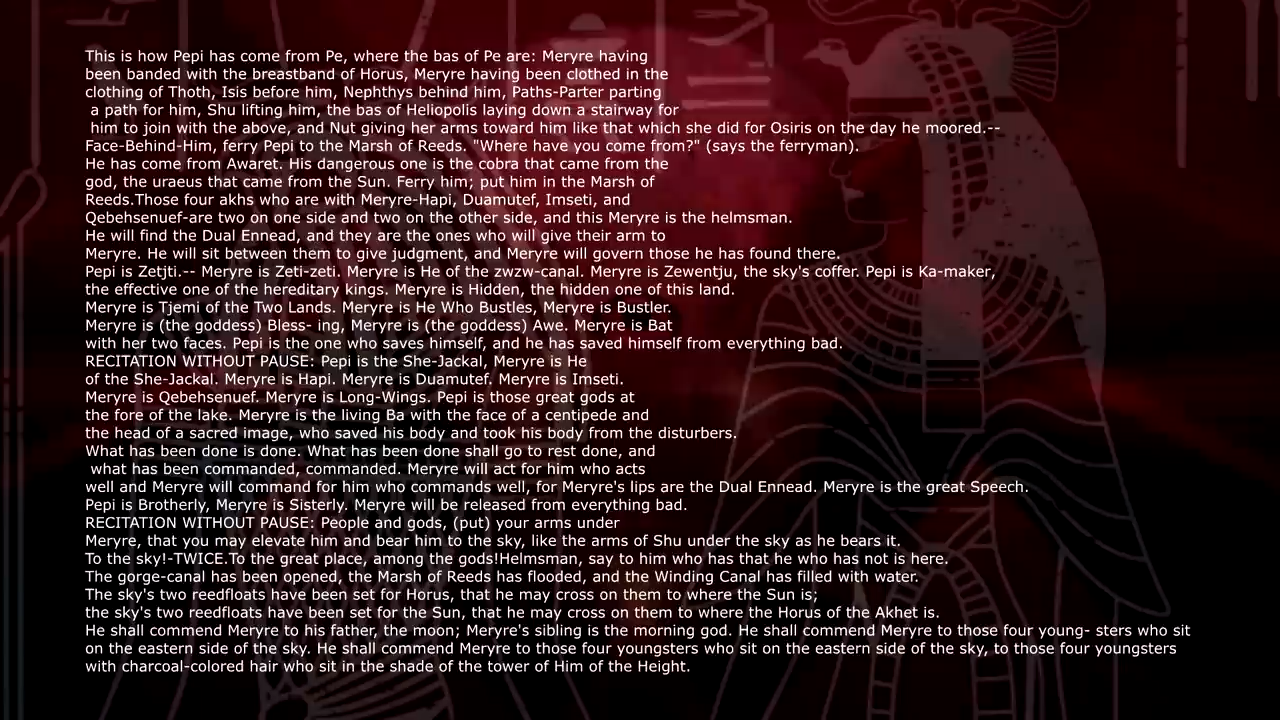 This is how Pepi has come from Pe, where the bas of Pe are: Meryre having
been banded with the breastband of Horus, Meryre having been clothed in the
clothing of Thoth, Isis before him, Nephthys behind him, Paths-Parter parting
a path for him, Shu lifting him, the bas of Heliopolis laying down a stairway for
him to join with the above, and Nut giving her arms toward him like that which she did for Osiris on the day he moored.--
Face-Behind-Him, ferry Pepi to the Marsh of Reeds. "Where have you come from?" (says the ferryman).
He has come from Awaret. His dangerous one is the cobra that came from the
god, the uraeus that came from the Sun. Ferry him; put him in the Marsh of
Reeds.Those four akhs who are with Meryre-Hapi, Duamutef, Imseti, and
Qebehsenuef-are two on one side and two on the other side, and this Meryre is the helmsman.
He will find the Dual Ennead, and they are the ones who will give their arm to
Meryre. He will sit between them to give judgment, and Meryre will govern those he has found there.
Pepi is Zetjti.-- Meryre is Zeti-zeti. Meryre is He of the zwzw-canal. Meryre is Zewentju, the sky's coffer. Pepi is Ka-maker,
the effective one of the hereditary kings. Meryre is Hidden, the hidden one of this land.
Meryre is Tjemi of the Two Lands. Meryre is He Who Bustles, Meryre is Bustler.
Meryre is (the goddess) Bless- ing, Meryre is (the goddess) Awe. Meryre is Bat
with her two faces. Pepi is the one who saves himself, and he has saved himself from everything bad.
RECITATION WITHOUT PAUSE: Pepi is the She-Jackal, Meryre is He
of the She-Jackal. Meryre is Hapi. Meryre is Duamutef. Meryre is Imseti.
Meryre is Qebehsenuef. Meryre is Long-Wings. Pepi is those great gods at
the fore of the lake. Meryre is the living Ba with the face of a centipede and
the head of a sacred image, who saved his body and took his body from the disturbers.
What has been done is done. What has been done shall go to rest done, and
what has been commanded, commanded. Meryre will act for him who acts
well and Meryre will command for him who commands well, for Meryre's lips are the Dual Ennead. Meryre is the great Speech.
Pepi is Brotherly, Meryre is Sisterly. Meryre will be released from everything bad.
RECITATION WITHOUT PAUSE: People and gods, (put) your arms under
Meryre, that you may elevate him and bear him to the sky, like the arms of Shu under the sky as he bears it.
To the sky!-TWICE.To the great place, among the gods!Helmsman, say to him who has that he who has not is here.
The gorge-canal has been opened, the Marsh of Reeds has flooded, and the Winding Canal has filled with water.
The sky's two reedfloats have been set for Horus, that he may cross on them to where the Sun is;
the sky's two reedfloats have been set for the Sun, that he may cross on them to where the Horus of the Akhet is.
He shall commend Meryre to his father, the moon; Meryre's sibling is the morning god. He shall commend Meryre to those four young- sters who sit
on the eastern side of the sky. He shall commend Meryre to those four youngsters who sit on the eastern side of the sky, to those four youngsters
with charcoal-colored hair who sit in the shade of the tower of Him of the Height.